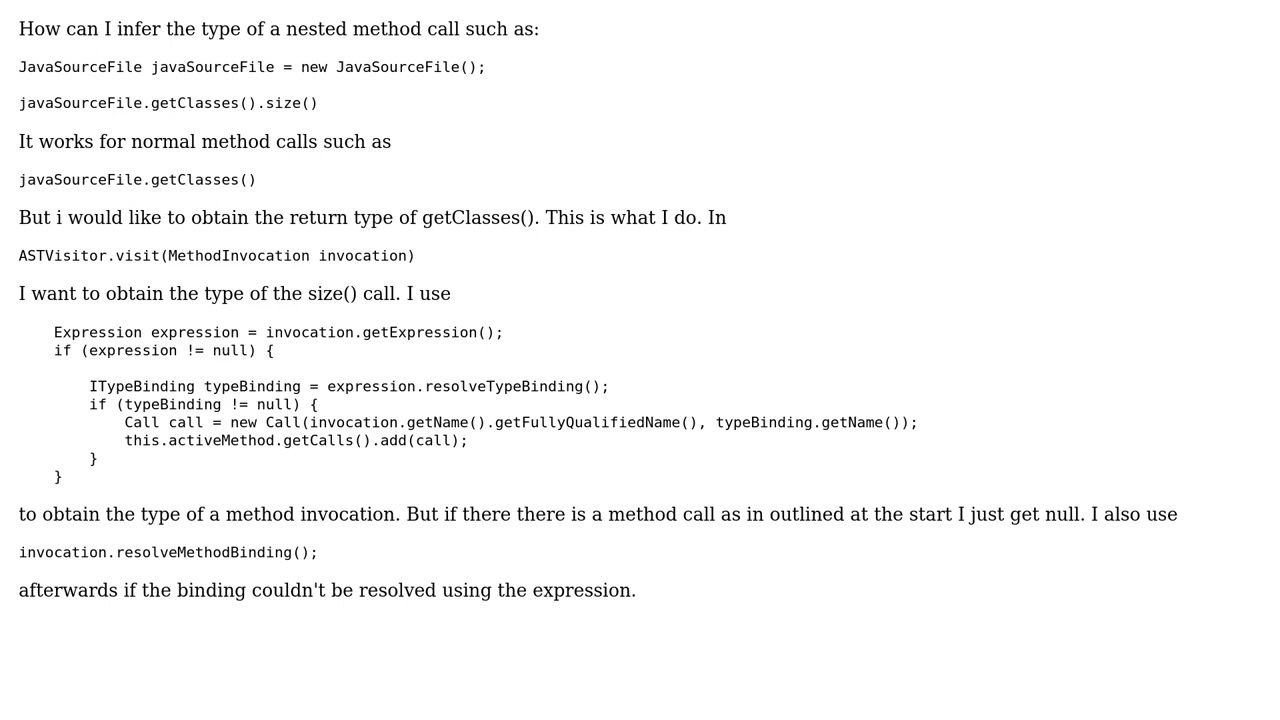 How can I infer the type of a nested method call such as:
JavaSourceFile javaSourceFile = new JavaSourceFile();
javaSourceFile.getClasses().size()
It works for normal method calls such as
javaSourceFile.getClasses()
But i would like to obtain the return type of getClasses(). This is what I do. In
ASTVisitor.visit(MethodInvocation invocation)
I want to obtain the type of the size() call. I use
    Expression expression = invocation.getExpression();
    if (expression != null) {
        ITypeBinding typeBinding = expression.resolveTypeBinding();
        if (typeBinding != null) {
            Call call = new Call(invocation.getName().getFullyQualifiedName(), typeBinding.getName());
            this.activeMethod.getCalls().add(call);
        }
    }
to obtain the type of a method invocation. But if there there is a method call as in outlined at the start I just get null. I also use
invocation.resolveMethodBinding();
afterwards if the binding couldn't be resolved using the expression.